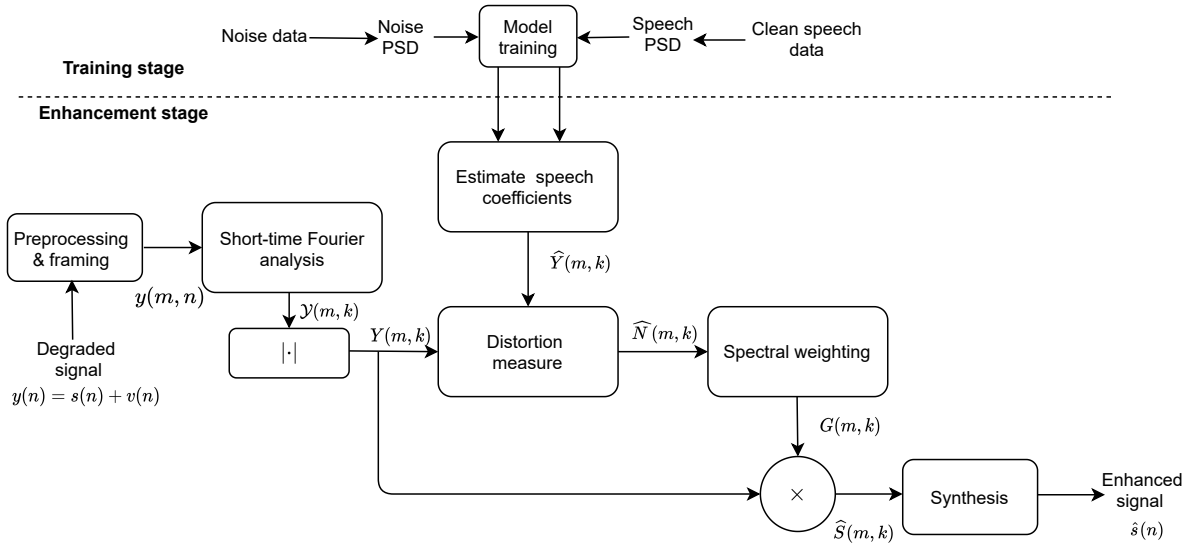 Noise data
Noise
PSD
Model
training
Speech
PSD
Clean speech
data
Training stage
Enhancement stage
Estimate speech
coefficients
Preprocessing
& framing
Short-time Fourier
analysis
y(m, n)
Ŷ(m, k)
𝒴(m, k)
Degraded
signal
y(n) = s(n) + v(n)
|·|
Y(m, k)
Distortion
measure
N̂(m, k)
Spectral weighting
G(m, k)
×
Ŝ(m, k)
Synthesis
Enhanced
signal
ŝ(n)